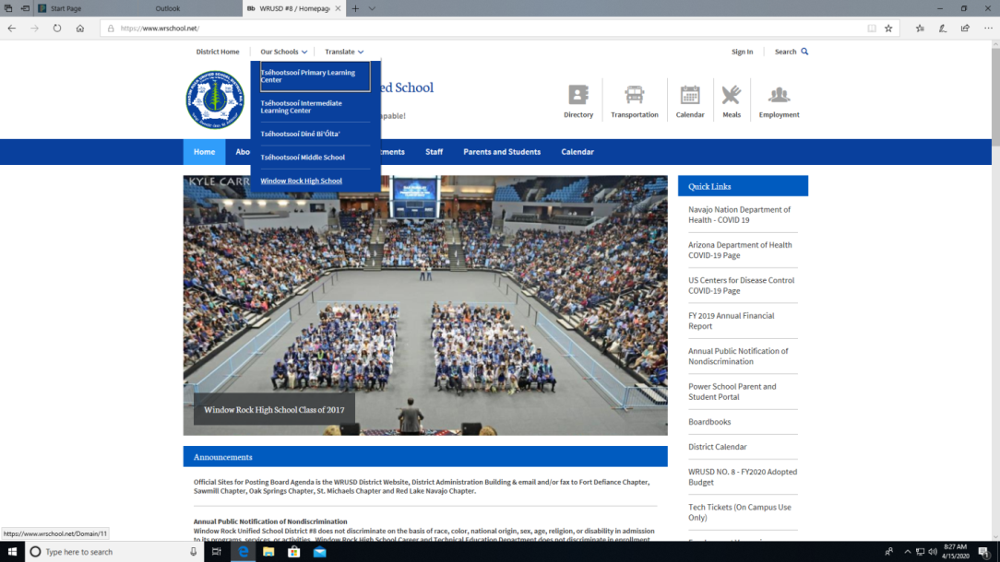 Start Page
Outlook
Bb WRUSD #8 / Homepage
https://www.wrschool.net/
District Home
Our Schools
Translate
Sign In
Search
Tséhootsooí Primary Learning
Center
Tséhootsooí Intermediate
Learning Center
Tséhootsooí Diné Bi'Ólta'
Tséhootsooí Middle School
Window Rock High School
ed School
apable!
Directory
Transportation
Calendar
Meals
Employment
Home
Abo
tments
Staff
Parents and Students
Calendar
KYLE CARR
Window Rock High School Class of 2017
Quick Links
Navajo Nation Department of
Health - COVID 19
Arizona Department of Health
COVID-19 Page
US Centers for Disease Control
COVID-19 Page
FY 2019 Annual Financial
Report
Annual Public Notification of
Nondiscrimination
Power School Parent and
Student Portal
Boardbooks
District Calendar
WRUSD NO. 8 - FY2020 Adopted
Budget
Tech Tickets (On Campus Use
Only)
Announcements
Official Sites for Posting Board Agenda is the WRUSD District Website, District Administration Building & email and/or fax to Fort Defiance Chapter,
Sawmill Chapter, Oak Springs Chapter, St. Michaels Chapter and Red Lake Navajo Chapter.
Annual Public Notification of Nondiscrimination
Window Rock Unified School District #8 does not discriminate on the basis of race, color, national origin, sex, age, religion, or disability in admission
to its programs, services, or activities. Window Rock High School Career and Technical Education Department does not discriminate in enrollment
https://www.wrschool.net/Domain/11
Type here to search
8:27 AM
4/15/2020